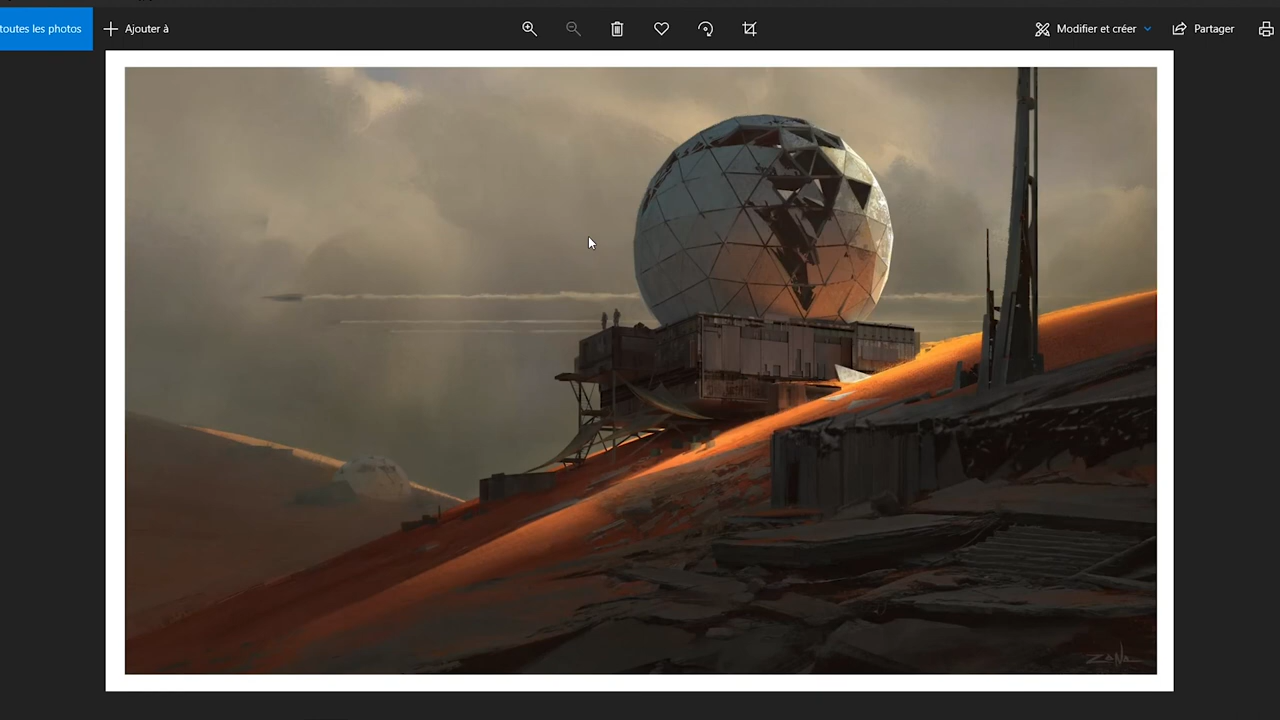 toutes les photos
Ajouter à
Modifier et créer
Partager